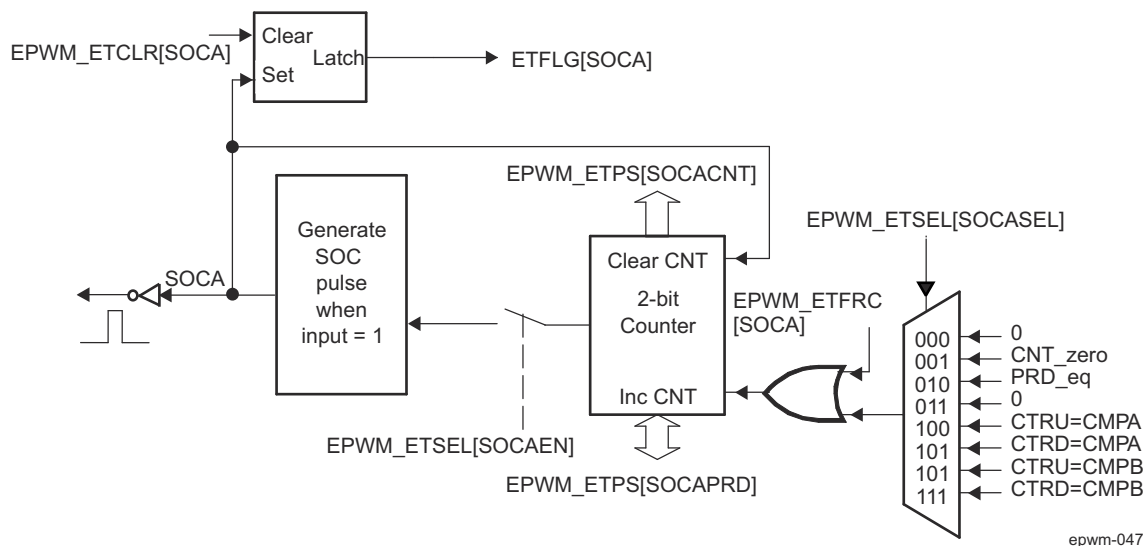 EPWM_ETCLR[SOCA]
Clear
Latch
Set
ETFLG[SOCA]
EPWM_ETPS[SOCACNT]
EPWM_ETSEL[SOCASEL]
Generate
SOC
pulse
when
input = 1
SOCA
Clear CNT
2-bit
Counter
Inc CNT
EPWM_ETFRC
[SOCA]
EPWM_ETSEL[SOCAEN]
EPWM_ETPS[SOCAPRD]
000 0
001 CNT_zero
010 PRD_eq
011 0
100 CTRU=CMPA
101 CTRD=CMPA
101 CTRU=CMPB
111 CTRD=CMPB
epwm-047